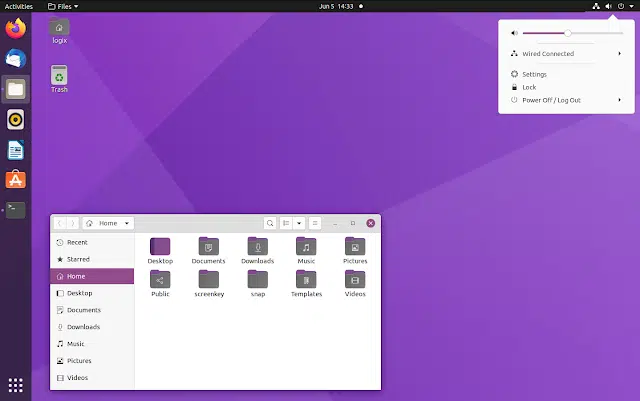 Activities Files Jun 5 14:33
logix
Trash
Wired Connected
Settings
Lock
Power Off / Log Out
Home
Recent
Starred
Home
Desktop
Documents
Downloads
Music
Pictures
Videos
Desktop Documents Downloads Music Pictures
Public screenkey snap Templates Videos